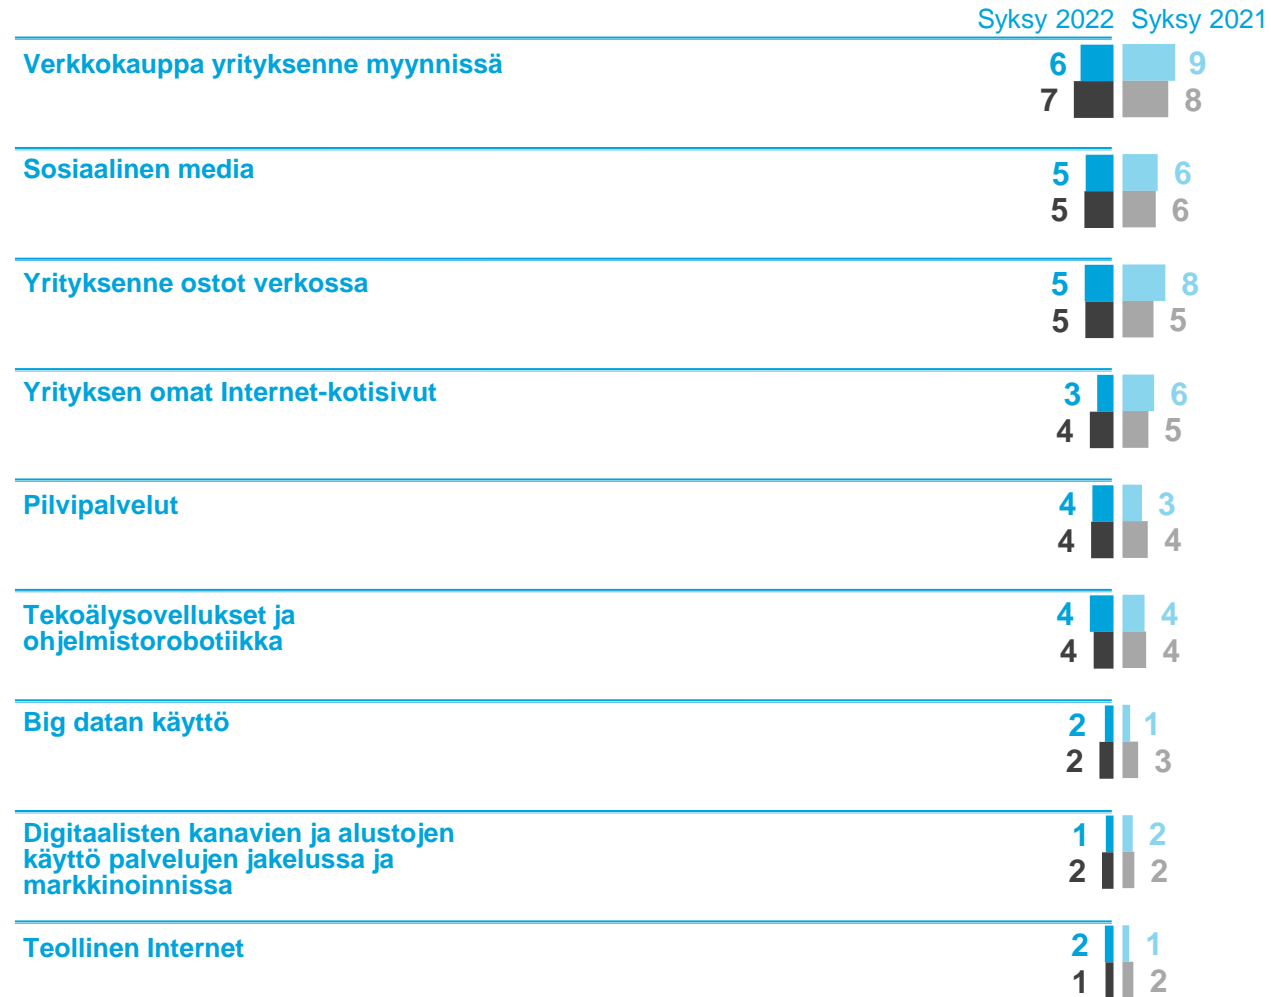 Syksy 2022 Syksy 2021
Verkkokauppa yrityksenne myynnissä
6 9
7 8
Sosiaalinen media
5 6
5 6
Yrityksenne ostot verkossa
5 8
5 5
Yrityksen omat Internet-kotisivut
3 6
4 5
Pilvipalvelut
4 3
4 4
Tekoälysovellukset ja
ohjelmistorobotiikka
4 4
4 4
Big datan käyttö
2 1
2 3
Digitaalisten kanavien ja alustojen
käyttö palvelujen jakelussa ja
markkinoinnissa
1 2
2 2
Teollinen Internet
2 1
1 2